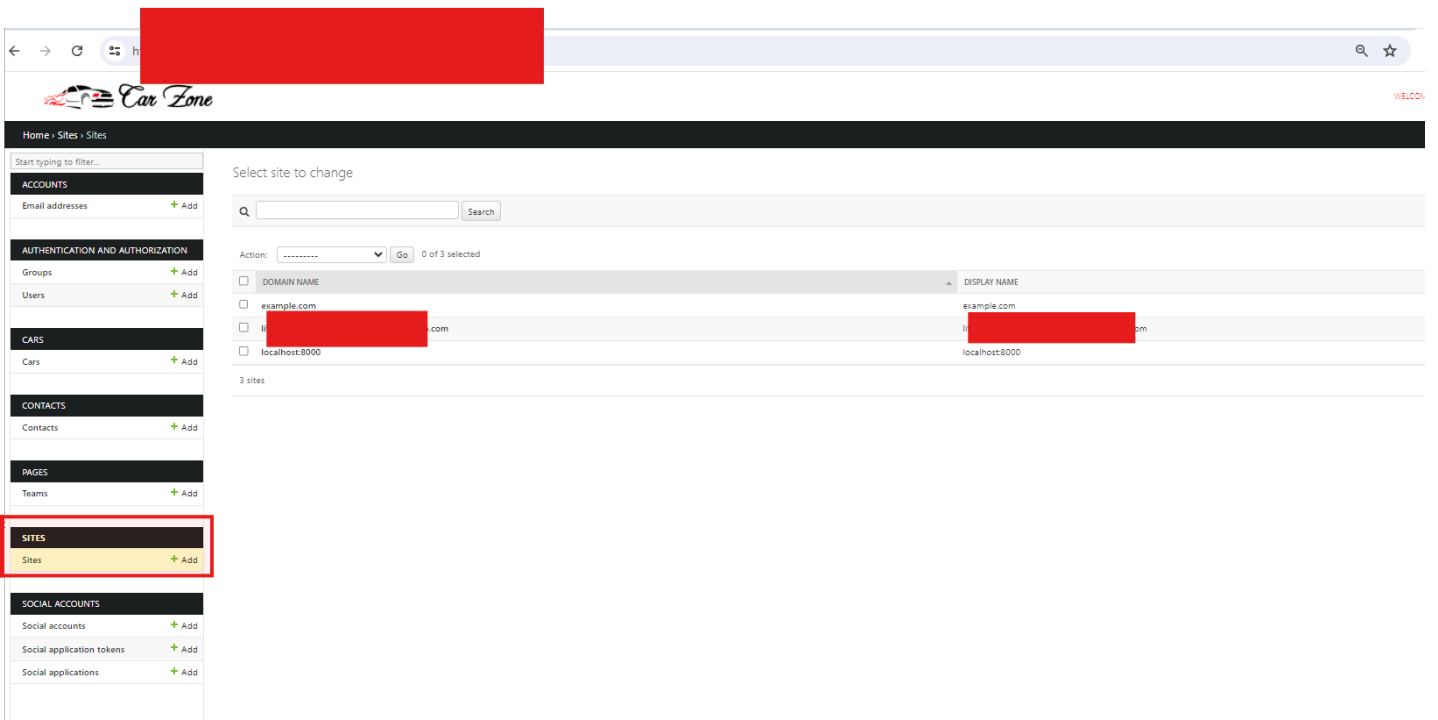 h
Car Zone
WELCOM
Home › Sites › Sites
Start typing to filter...
ACCOUNTS
Email addresses + Add
AUTHENTICATION AND AUTHORIZATION
Groups + Add
Users + Add
CARS
Cars + Add
CONTACTS
Contacts + Add
PAGES
Teams + Add
SITES
Sites + Add
SOCIAL ACCOUNTS
Social accounts + Add
Social application tokens + Add
Social applications + Add
Select site to change
Search
Action: --------- Go 0 of 3 selected
DOMAIN NAME DISPLAY NAME
example.com example.com
.com om
localhost:8000 localhost:8000
3 sites